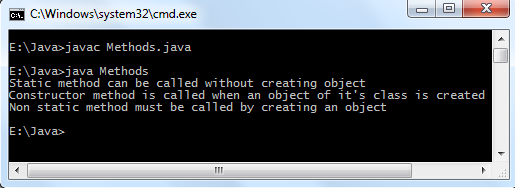 C:\Windows\system32\cmd.exe
E:\Java>javac Methods.java
E:\Java>java Methods
Static method can be called without creating object
Constructor method is called when an object of it's class is created
Non static method must be called by creating an object
E:\Java>